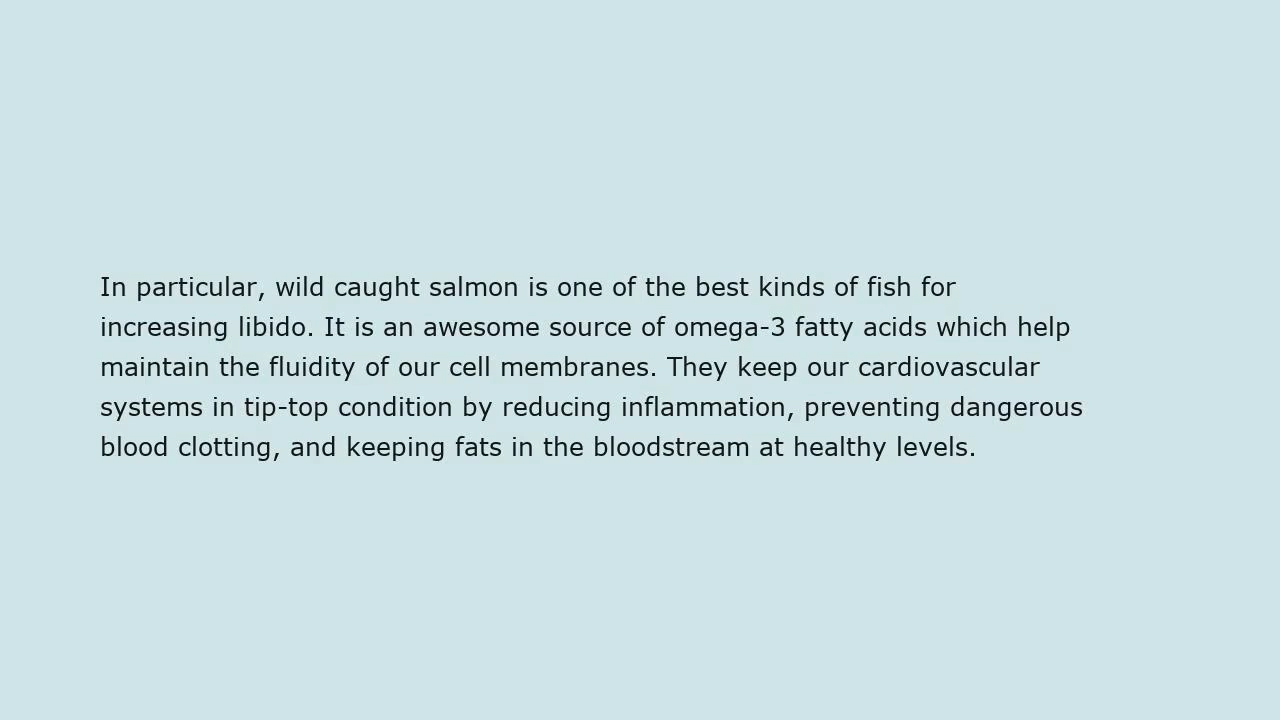 In particular, wild caught salmon is one of the best kinds of fish for
increasing libido. It is an awesome source of omega-3 fatty acids which help
maintain the fluidity of our cell membranes. They keep our cardiovascular
systems in tip-top condition by reducing inflammation, preventing dangerous
blood clotting, and keeping fats in the bloodstream at healthy levels.